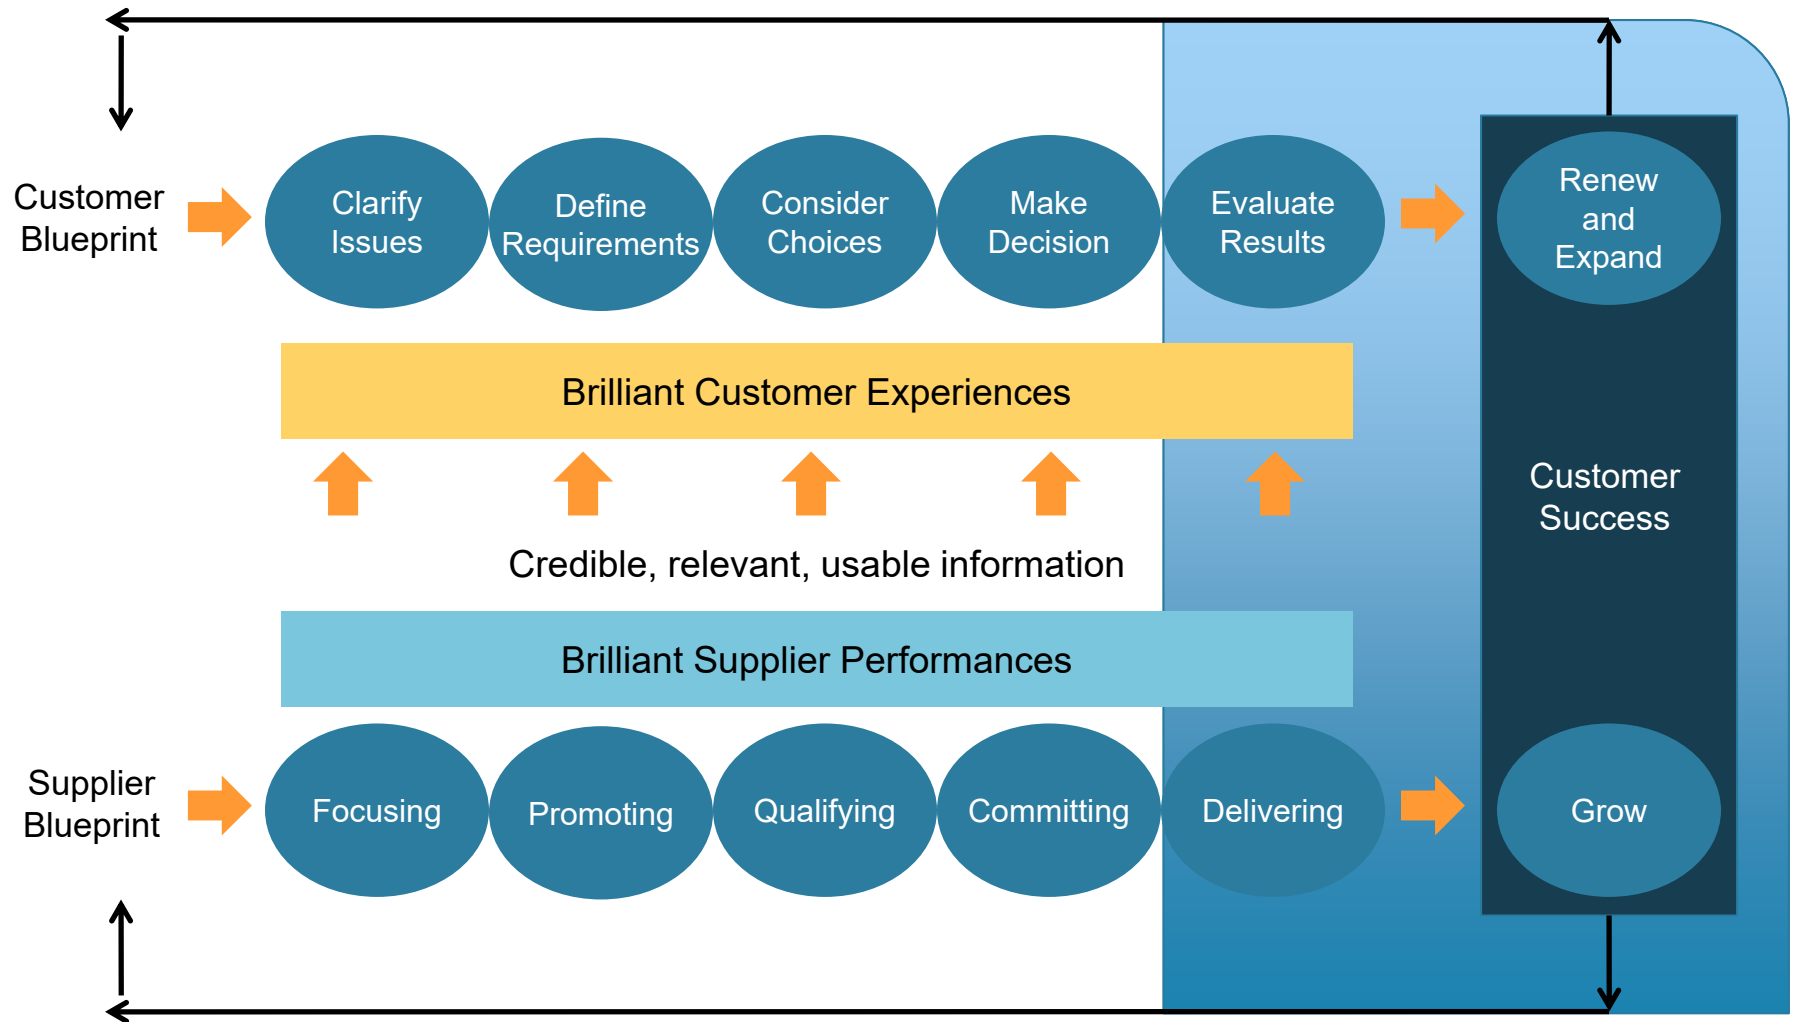 Customer
Blueprint
Clarify
Issues
Define
Requirements
Consider
Choices
Make
Decision
Evaluate
Results
Renew
and
Expand
Brilliant Customer Experiences
Customer
Success
Credible, relevant, usable information
Brilliant Supplier Performances
Supplier
Blueprint
Focusing
Promoting
Qualifying
Committing
Delivering
Grow